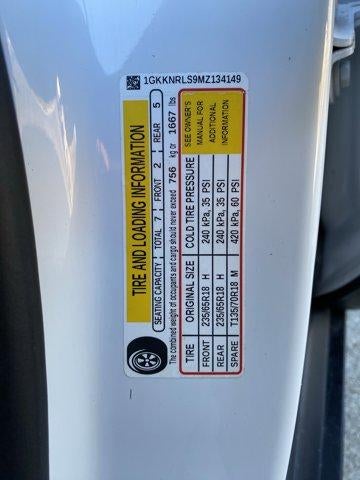 1GKKNRLS9MZ134149
TIRE AND LOADING INFORMATION
SEATING CAPACITY TOTAL 7 FRONT 2 REAR 5
The combined weight of occupants and cargo should never exceed 756 kg or 1667 lbs
TIRE ORIGINAL SIZE COLD TIRE PRESSURE
FRONT 235/65R18 H 240 kPa, 35 PSI
REAR 235/65R18 H 240 kPa, 35 PSI
SPARE T135/70R18 M 420 kPa, 60 PSI
SEE OWNER'S
MANUAL FOR
ADDITIONAL
INFORMATION